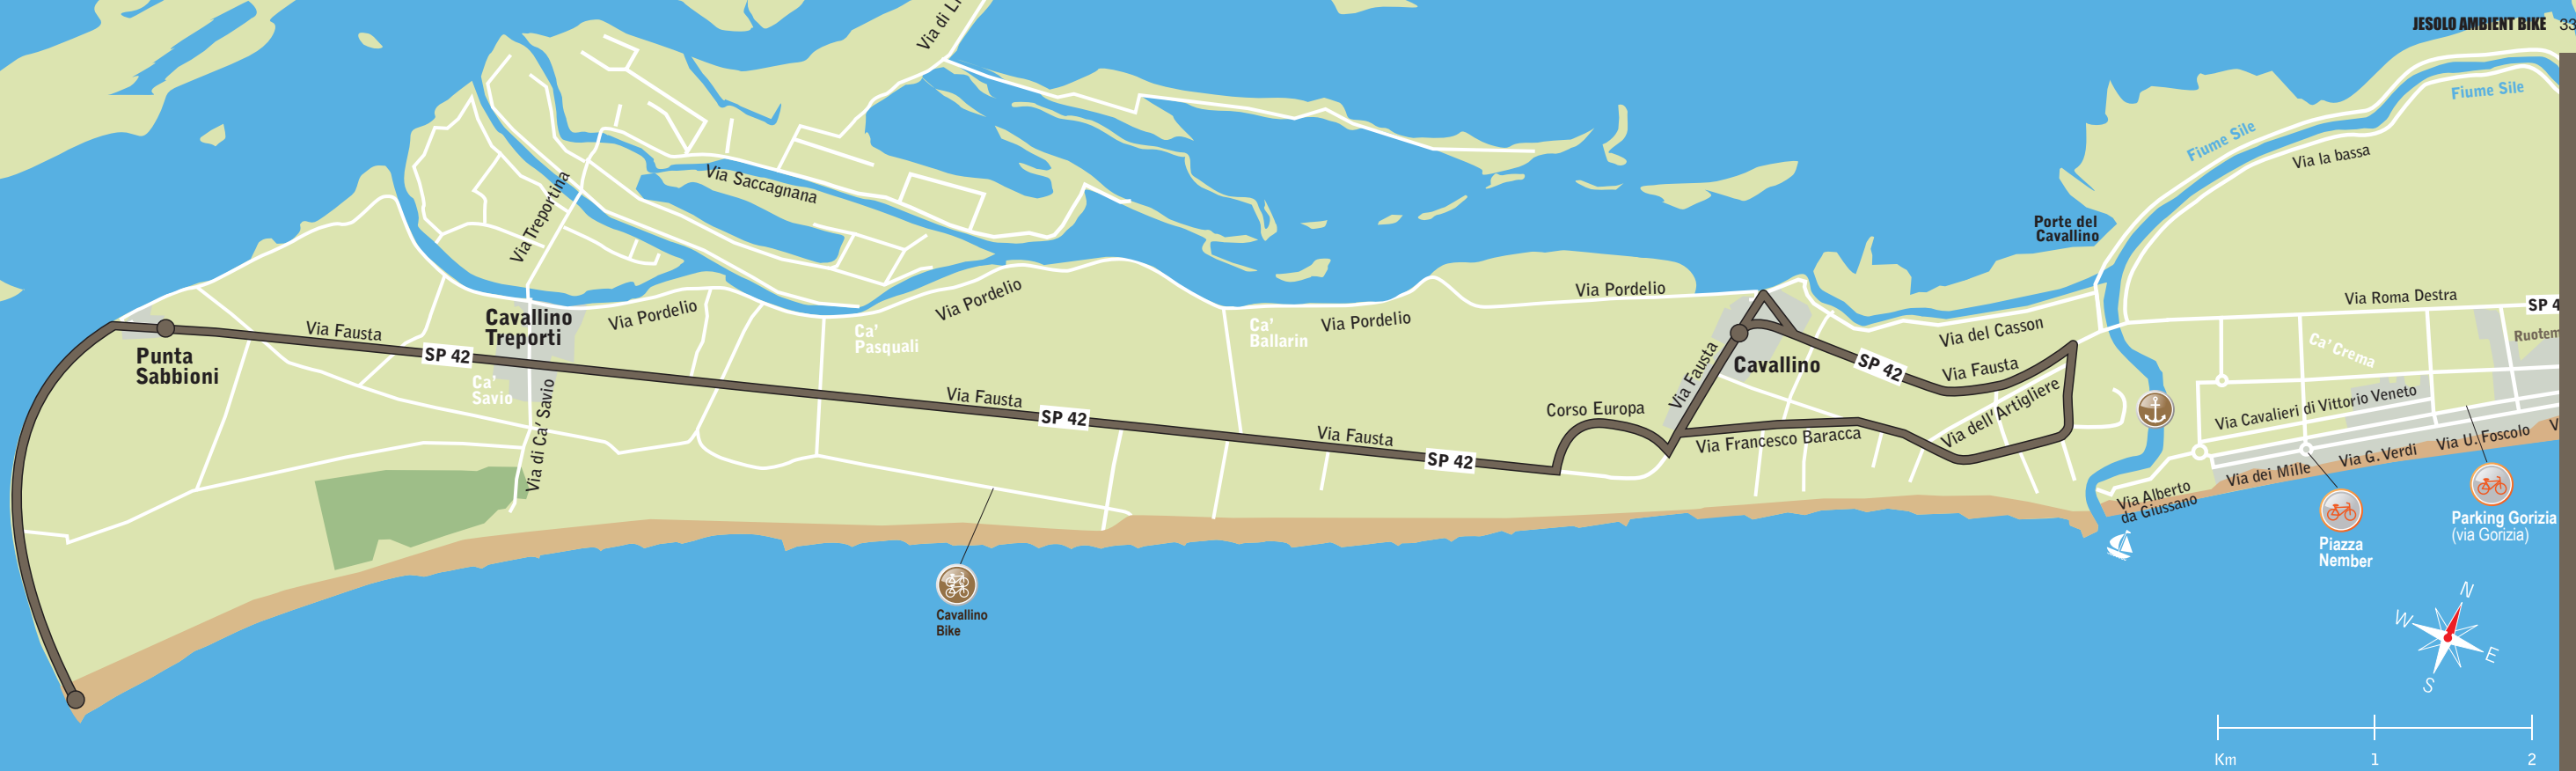 JESOLO AMBIENT BIKE 33
Via di Li
Fiume Sile
Fiume Sile
Via la bassa
Via Saccagnana
Via Treportina
Porte del
Cavallino
Via Pordelio
Via Pordelio
Via Pordelio
Via Pordelio
Cavallino
Treporti
Ca'
Pasquali
Ca'
Ballarin
Via Roma Destra
SP 4
Ruotem
Via del Casson
Ca' Crema
Via Fausta
SP 42
Punta
Sabbioni
Ca'
Savio
Via di Ca' Savio
Via Fausta
SP 42
Via Fausta
SP 42
Corso Europa
Via Fausta
Cavallino
SP 42
Via Fausta
Via dell'Artigliere
Via Francesco Baracca
Via Cavalieri di Vittorio Veneto
Via U. Foscolo
V
Via G. Verdi
Via dei Mille
Via Alberto
da Giussano
Parking Gorizia
(via Gorizia)
Piazza
Nember
Cavallino
Bike
N
W
E
S
Km 1 2